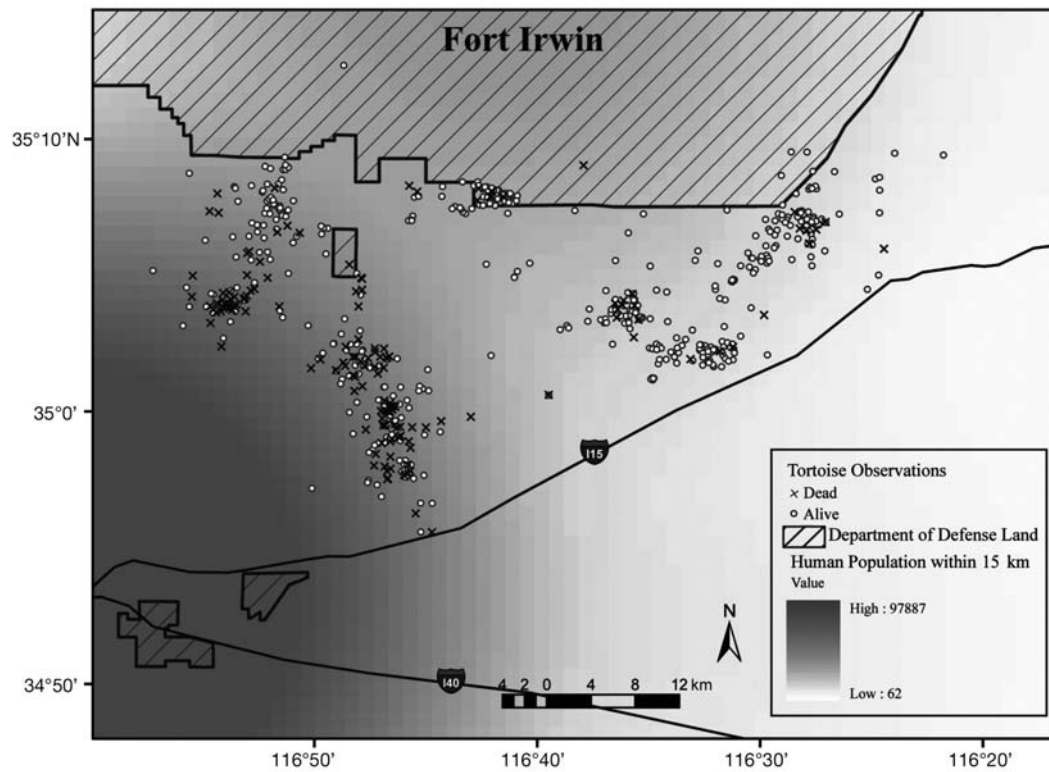 Fort Irwin
35°10'N
35°0'
34°50'
I15
I40
N
4 2 0 4 8 12 km
116°50'
116°40'
116°30'
116°20'
Tortoise Observations
Dead
Alive
Department of Defense Land
Human Population within 15 km
Value
High : 97887
Low : 62